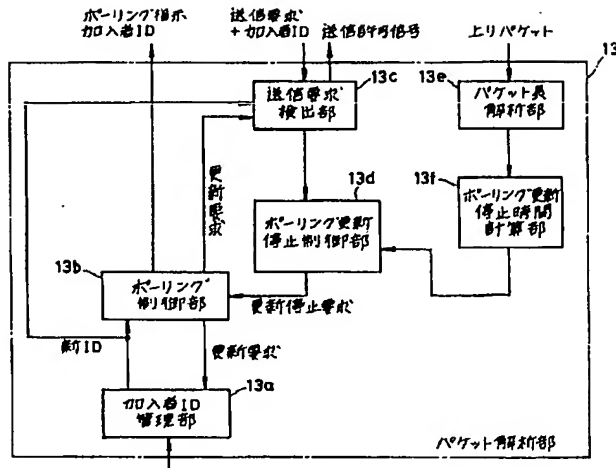 ポーリング指示
加入者ID
送信要求
+加入者ID
送信許可信号
上りパケット
13
13c
送信要求
検出部
13e
パケット長
解析部
更新要求
13d
ポーリング更新
停止制御部
13f
ポーリング更新
停止時間
計算部
13b
ポーリング
制御部
更新停止要求
新ID
更新要求
13a
加入者ID
管理部
パケット解析部